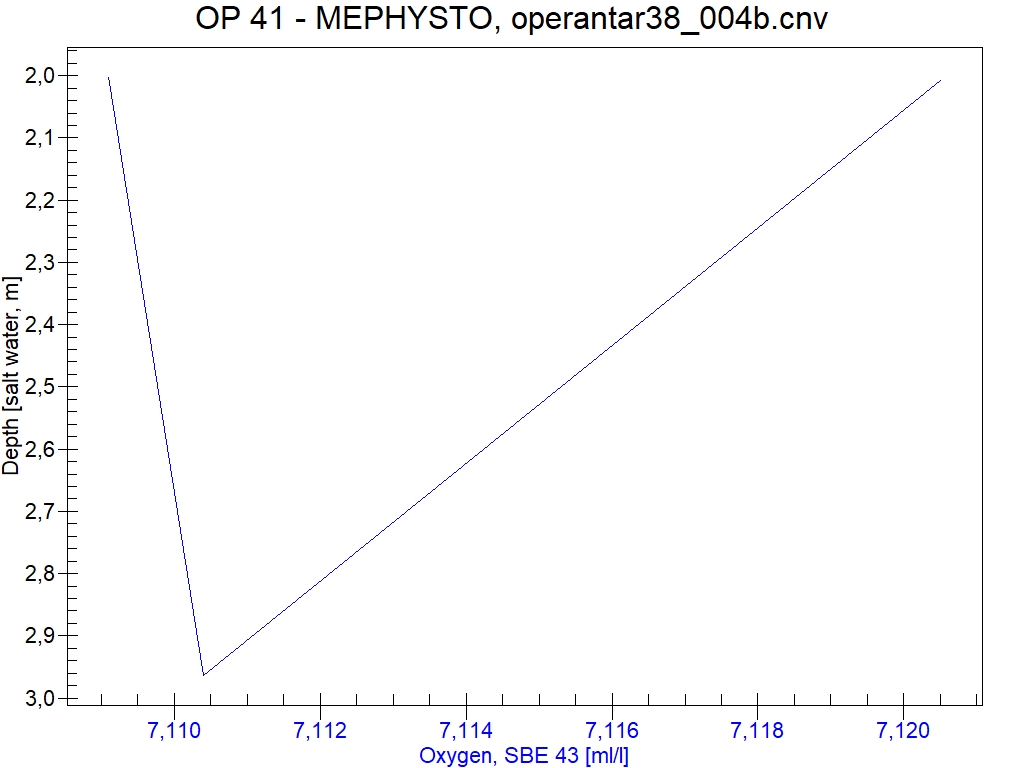 OP 41 - MEPHYSTO, operantar38_004b.cnv
Depth [salt water, m]
2,0
2,1
2,2
2,3
2,4
2,5
2,6
2,7
2,8
2,9
3,0
7,110 7,112 7,114 7,116 7,118 7,120
Oxygen, SBE 43 [ml/l]